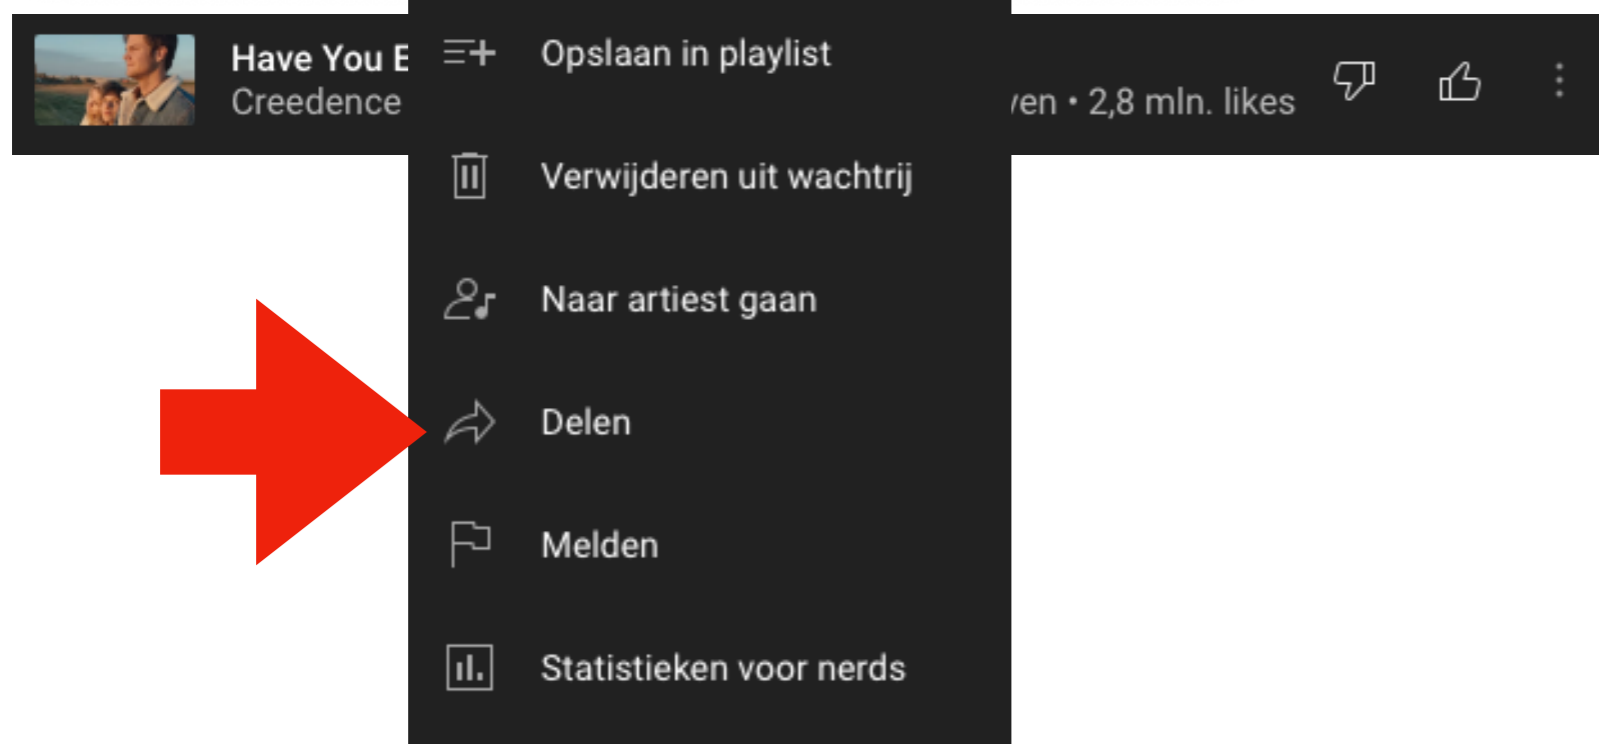 Have You
Creedence
2,8 mln. likes
Opslaan in playlist
Verwijderen uit wachtrij
Naar artiest gaan
Delen
Melden
Statistieken voor nerds